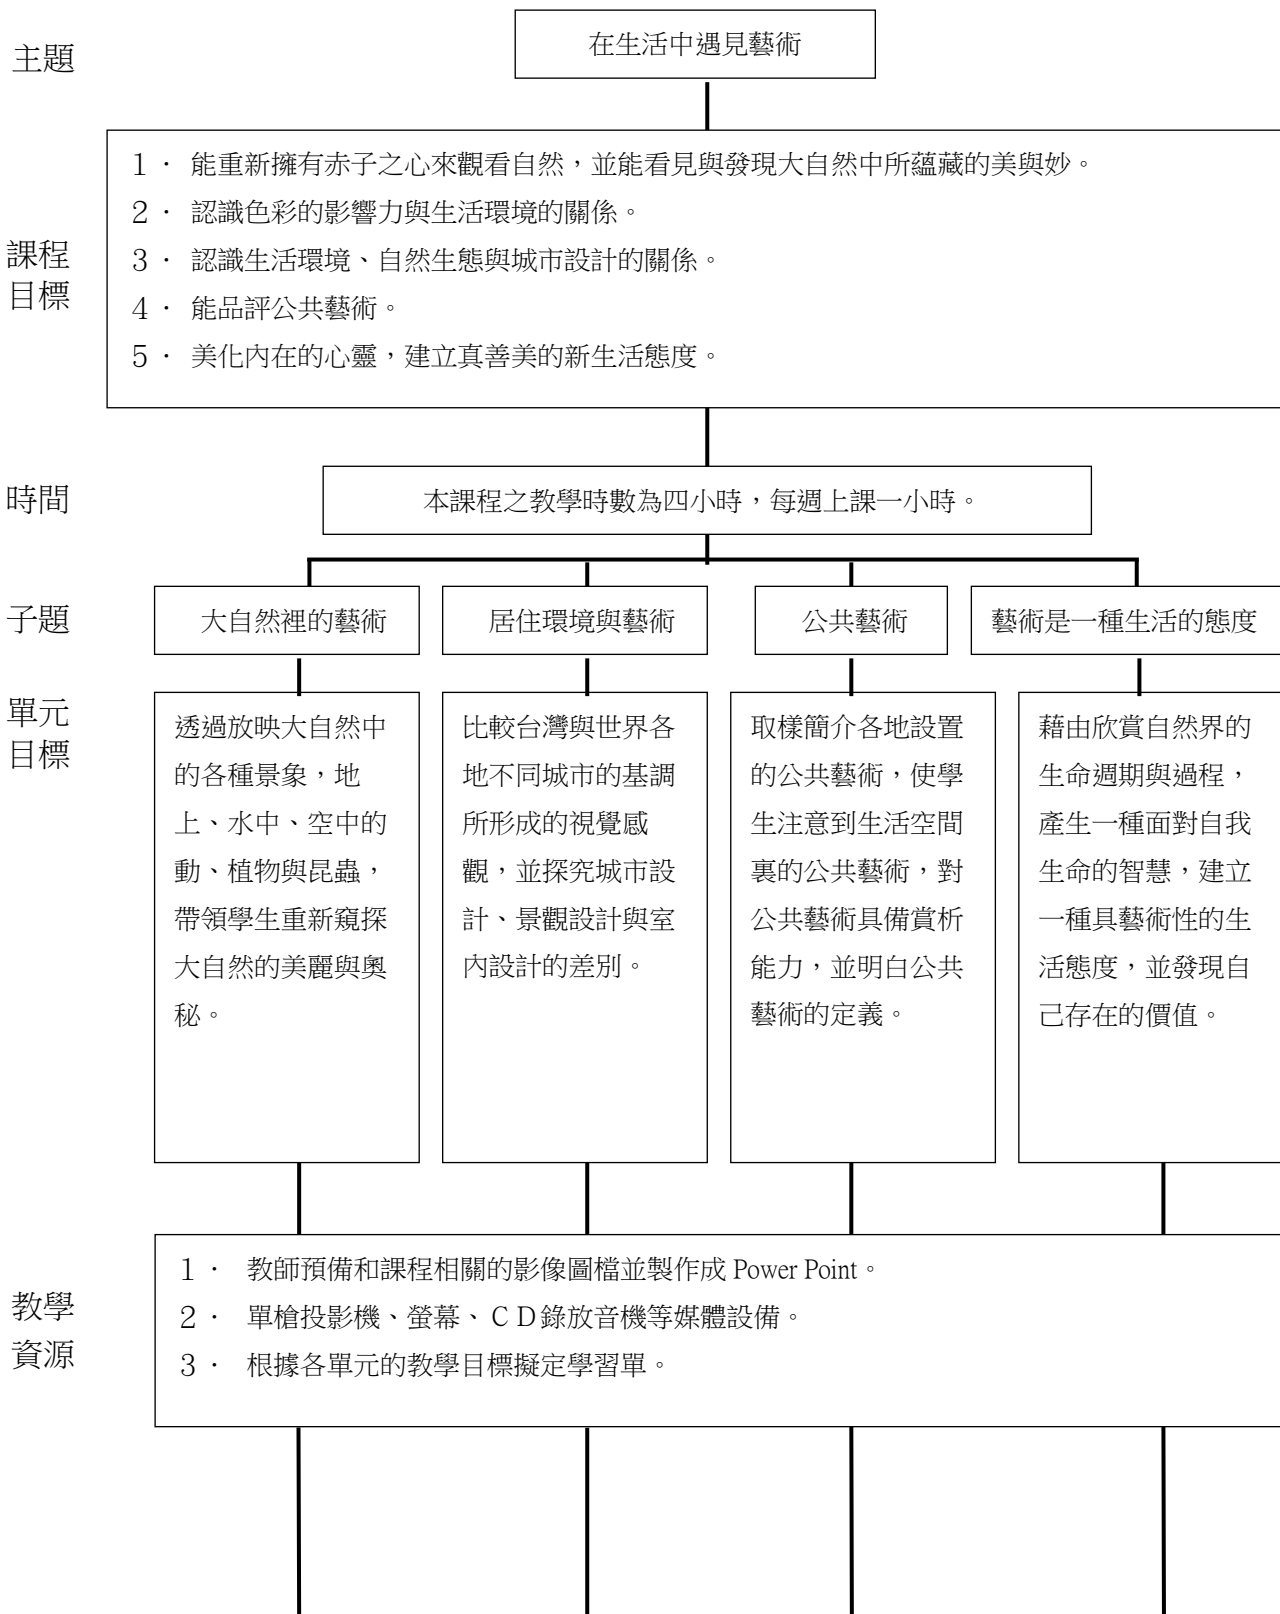 主題
在生活中遇見藝術
課程
目標
１． 能重新擁有赤子之心來觀看自然，並能看見與發現大自然中所蘊藏的美與妙。
２． 認識色彩的影響力與生活環境的關係。
３． 認識生活環境、自然生態與城市設計的關係。
４． 能品評公共藝術。
５． 美化內在的心靈，建立真善美的新生活態度。
時間
本課程之教學時數為四小時，每週上課一小時。
子題
大自然裡的藝術
居住環境與藝術
公共藝術
藝術是一種生活的態度
單元
目標
透過放映大自然中
的各種景象，地
上、水中、空中的
動、植物與昆蟲，
帶領學生重新窺探
大自然的美麗與奧
秘。
比較台灣與世界各
地不同城市的基調
所形成的視覺感
觀，並探究城市設
計、景觀設計與室
內設計的差別。
取樣簡介各地設置
的公共藝術，使學
生注意到生活空間
裏的公共藝術，對
公共藝術具備賞析
能力，並明白公共
藝術的定義。
藉由欣賞自然界的
生命週期與過程，
產生一種面對自我
生命的智慧，建立
一種具藝術性的生
活態度，並發現自
己存在的價值。
教學
資源
１． 教師預備和課程相關的影像圖檔並製作成 Power Point。
２． 單槍投影機、螢幕、ＣＤ錄放音機等媒體設備。
３． 根據各單元的教學目標擬定學習單。